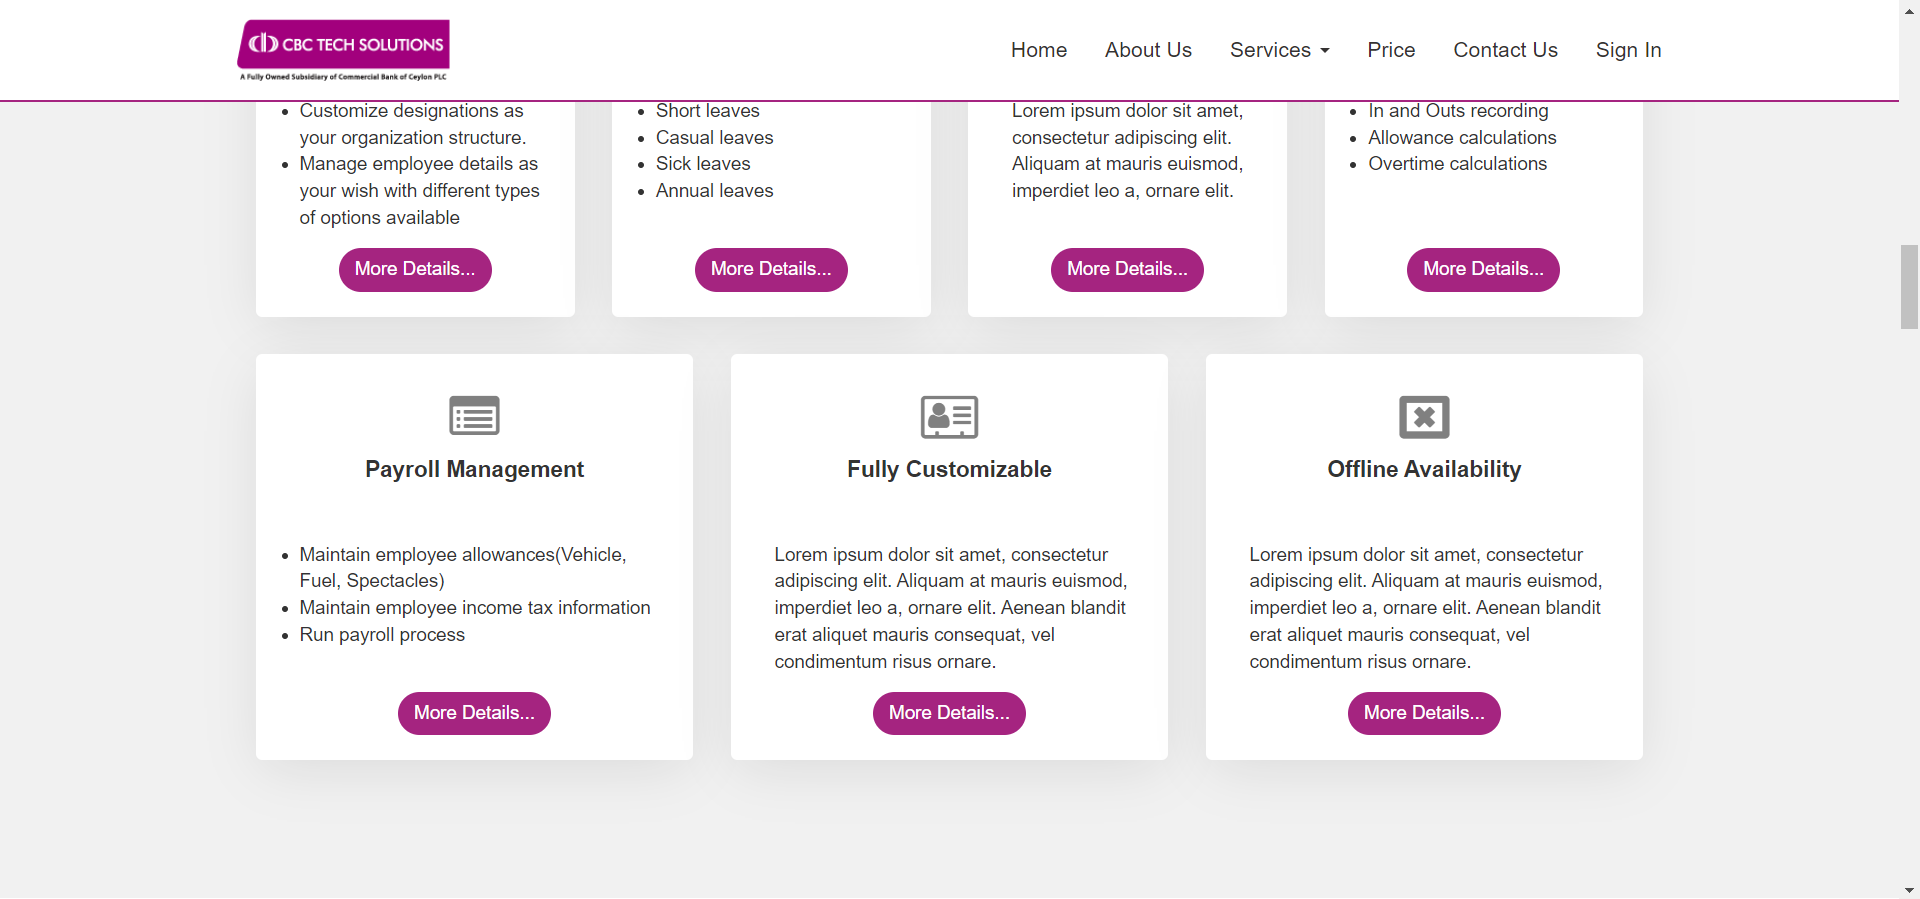 CBC TECH SOLUTIONS
A Fully Owned Subsidiary of Commercial Bank of Ceylon PLC
Home About Us Services Price Contact Us Sign In
Customize designations as
your organization structure.
Manage employee details as
your wish with different types
of options available
More Details...
Short leaves
Casual leaves
Sick leaves
Annual leaves
More Details...
Lorem ipsum dolor sit amet,
consectetur adipiscing elit.
Aliquam at mauris euismod,
imperdiet leo a, ornare elit.
More Details...
In and Outs recording
Allowance calculations
Overtime calculations
More Details...
Payroll Management
Maintain employee allowances(Vehicle,
Fuel, Spectacles)
Maintain employee income tax information
Run payroll process
More Details...
Fully Customizable
Lorem ipsum dolor sit amet, consectetur
adipiscing elit. Aliquam at mauris euismod,
imperdiet leo a, ornare elit. Aenean blandit
erat aliquet mauris consequat, vel
condimentum risus ornare.
More Details...
Offline Availability
Lorem ipsum dolor sit amet, consectetur
adipiscing elit. Aliquam at mauris euismod,
imperdiet leo a, ornare elit. Aenean blandit
erat aliquet mauris consequat, vel
condimentum risus ornare.
More Details...